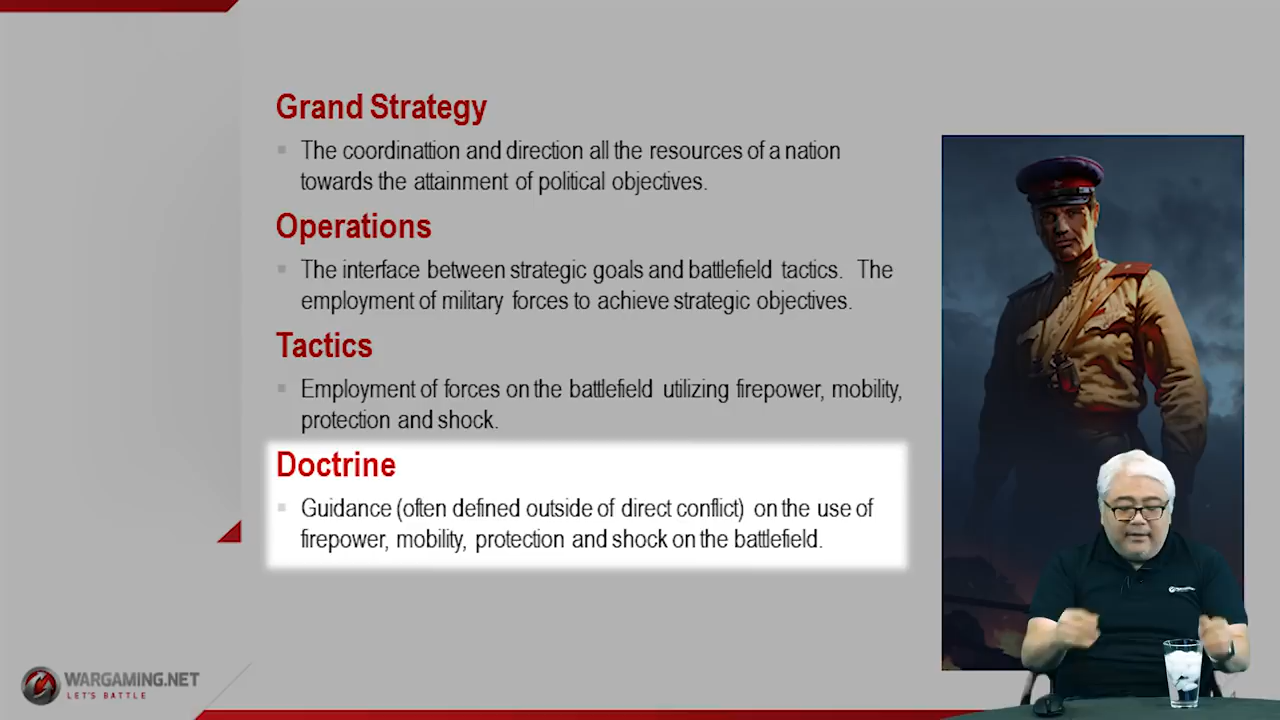 Grand Strategy
The coordinattion and direction all the resources of a nation
towards the attainment of political objectives.
Operations
The interface between strategic goals and battlefield tactics. The
employment of military forces to achieve strategic objectives.
Tactics
Employment of forces on the battlefield utilizing firepower, mobility,
protection and shock.
Doctrine
Guidance (often defined outside of direct conflict) on the use of
firepower, mobility, protection and shock on the battlefield.
WARGAMING.NET
LET'S BATTLE